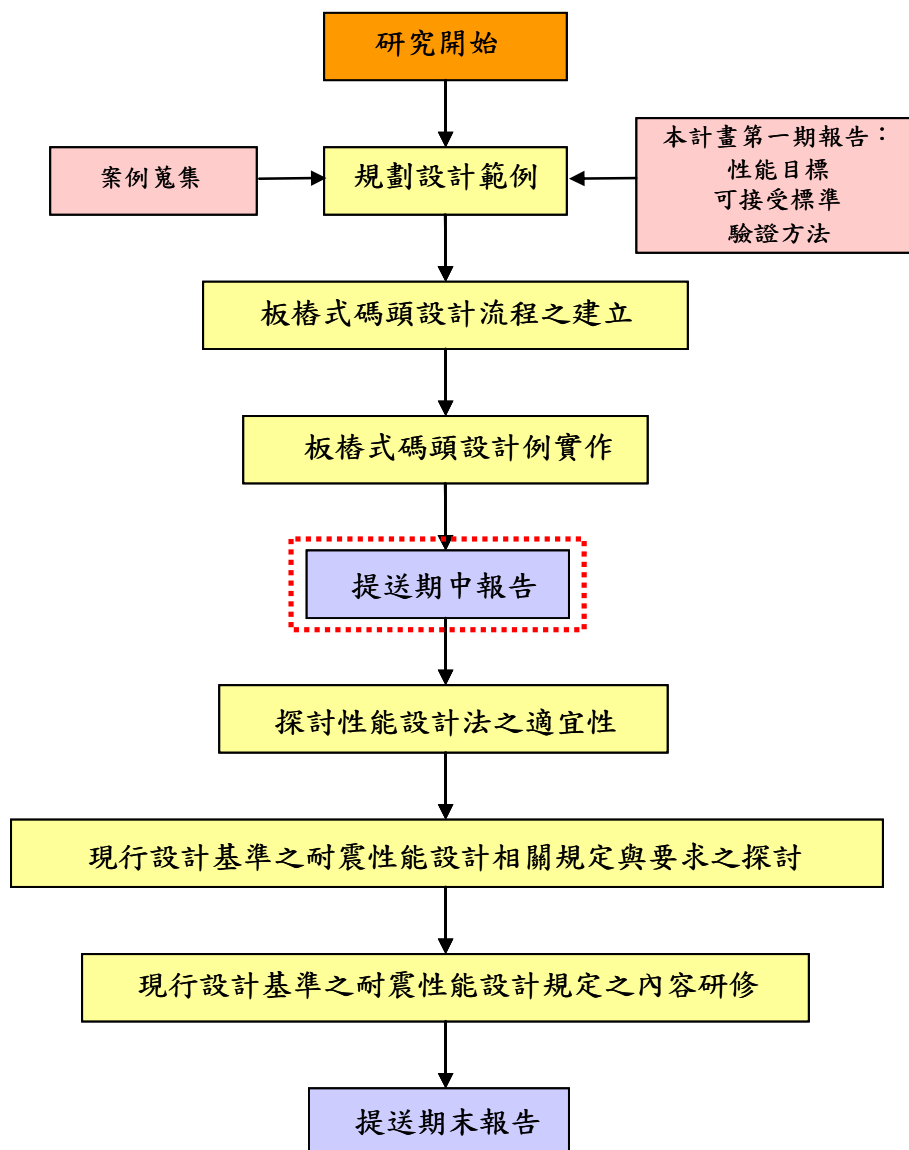 研究開始
案例蒐集
規劃設計範例
本計畫第一期報告：
性能目標
可接受標準
驗證方法
板樁式碼頭設計流程之建立
板樁式碼頭設計例實作
提送期中報告
探討性能設計法之適宜性
現行設計基準之耐震性能設計相關規定與要求之探討
現行設計基準之耐震性能設計規定之內容研修
提送期末報告